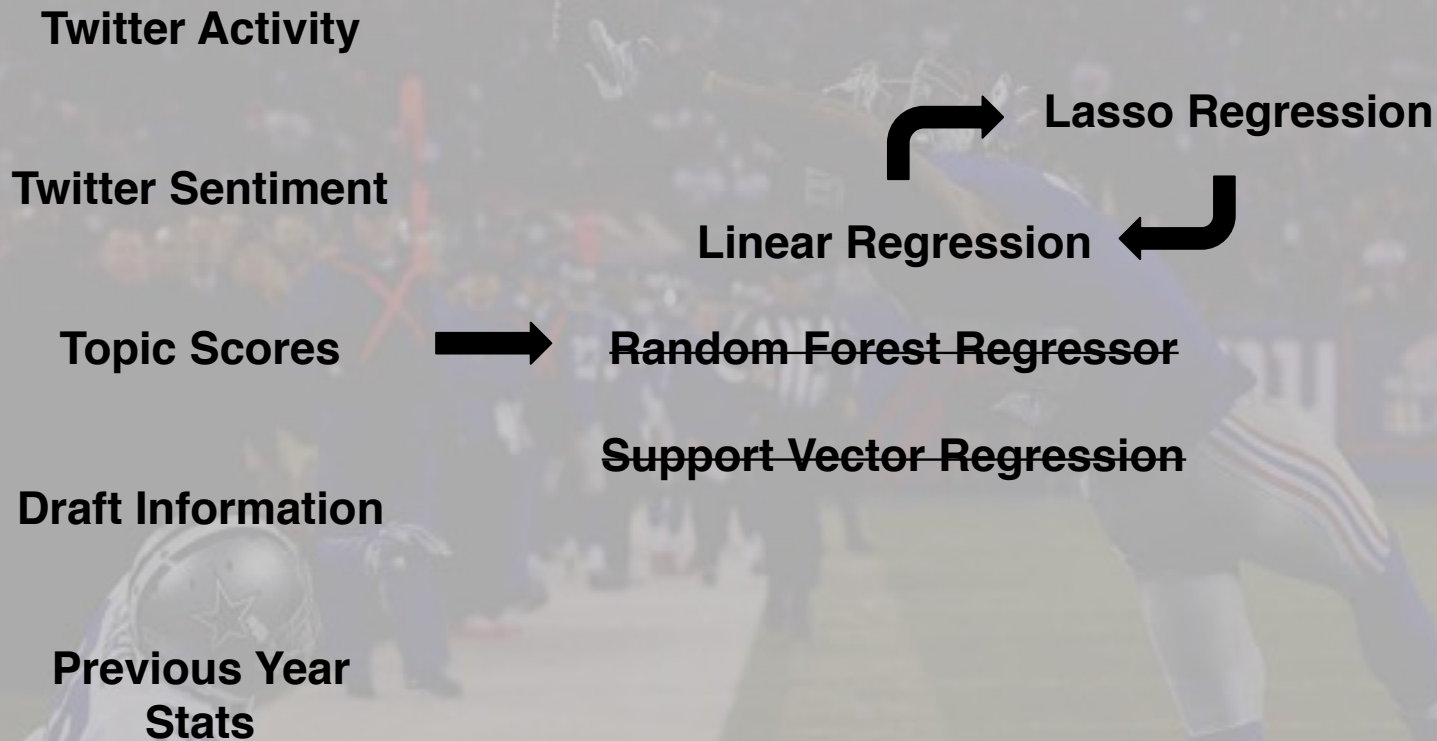 Twitter Activity
Twitter Sentiment
Topic Scores
Draft Information
Previous Year
Stats
Lasso Regression
Linear Regression
Random Forest Regressor
Support Vector Regression